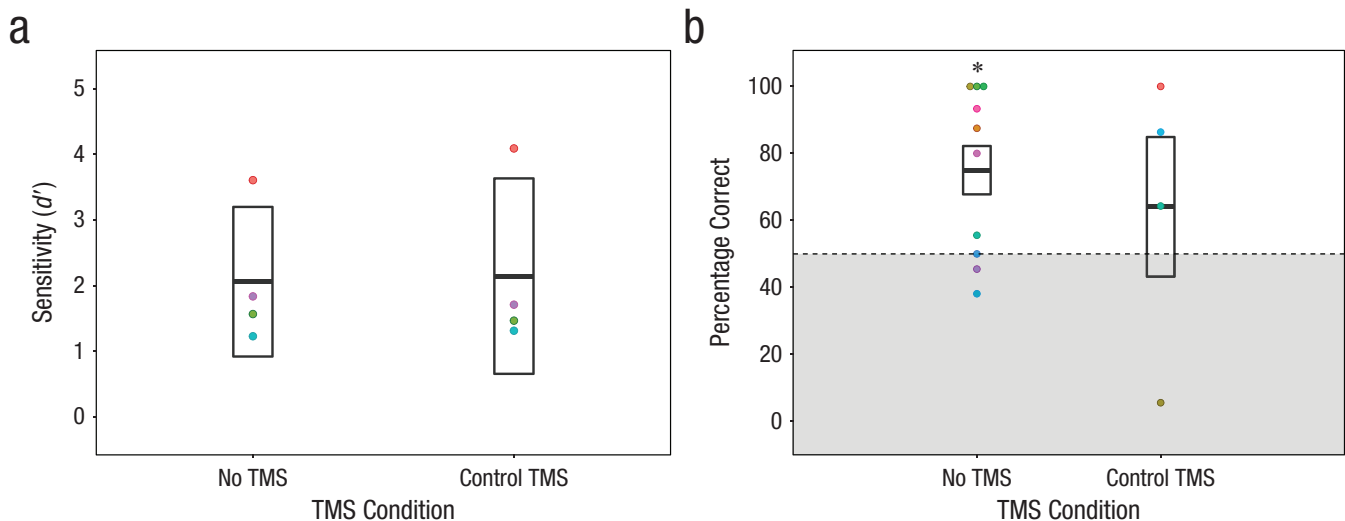 a
Sensitivity (d′)
5
4
3
2
1
0
No TMS
Control TMS
TMS Condition
b
Percentage Correct
*
100
80
60
40
20
0
No TMS
Control TMS
TMS Condition